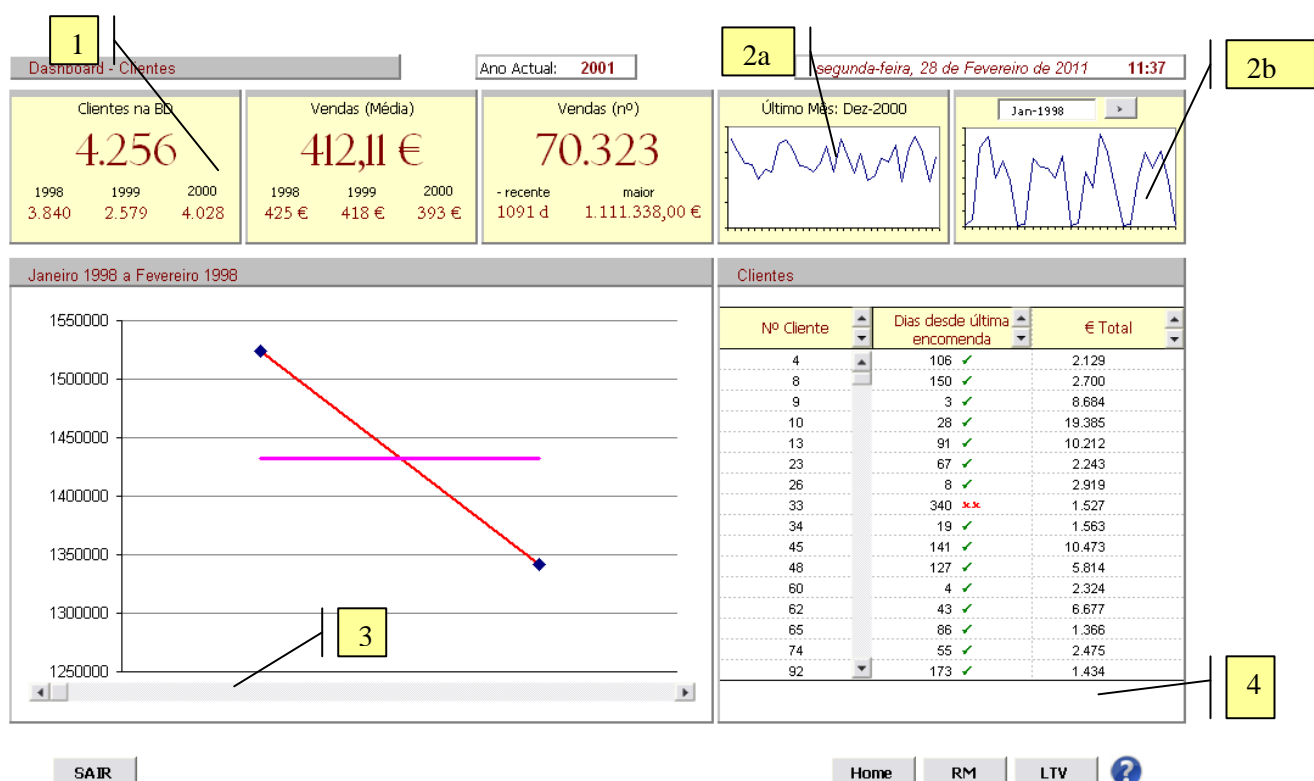 1
2a
2b
Dashboard - Clientes
Ano Actual: 2001
segunda-feira, 28 de Fevereiro de 2011 11:37
Clientes na BD
4.256
1998 1999 2000
3.840 2.579 4.028
Vendas (Média)
412,11 €
1998 1999 2000
425 € 418 € 393 €
Vendas (nº)
70.323
- recente maior
1091 d 1.111.338,00 €
Último Mês: Dez-2000
Jan-1998 >
Janeiro 1998 a Fevereiro 1998
1550000
1500000
1450000
1400000
1350000
1300000
1250000
3
Clientes
Nº Cliente Dias desde última encomenda € Total
4 106 ✓ 2.129
8 150 ✓ 2.700
9 3 ✓ 8.684
10 28 ✓ 19.385
13 91 ✓ 10.212
23 67 ✓ 2.243
26 8 ✓ 2.919
33 340 ×× 1.527
34 19 ✓ 1.563
45 141 ✓ 10.473
48 127 ✓ 5.814
60 4 ✓ 2.324
62 43 ✓ 6.677
65 86 ✓ 1.366
74 55 ✓ 2.475
92 173 ✓ 1.434
4
SAIR
Home RM LTV ?